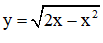 y = √(2x − x²)